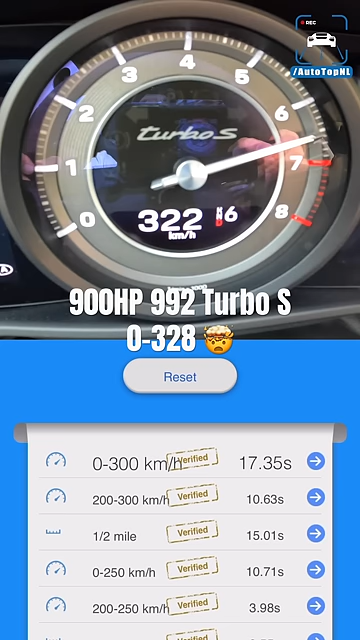 REC
/AutoTopNL
0
1
2
3
4
5
6
7
8
turbo S
322
6
km/h
900HP 992 Turbo S
0-328 🤯
Reset
0-300 km/h Verified 17.35s
200-300 km/h Verified 10.63s
1/2 mile Verified 15.01s
0-250 km/h Verified 10.71s
200-250 km/h Verified 3.98s